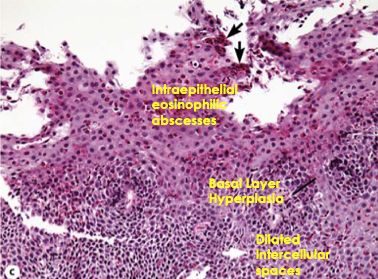 Intraepithelial
eosinophilic
abscesses
Basal Layer
Hyperplasia
Dilated
intercellular
spaces
c